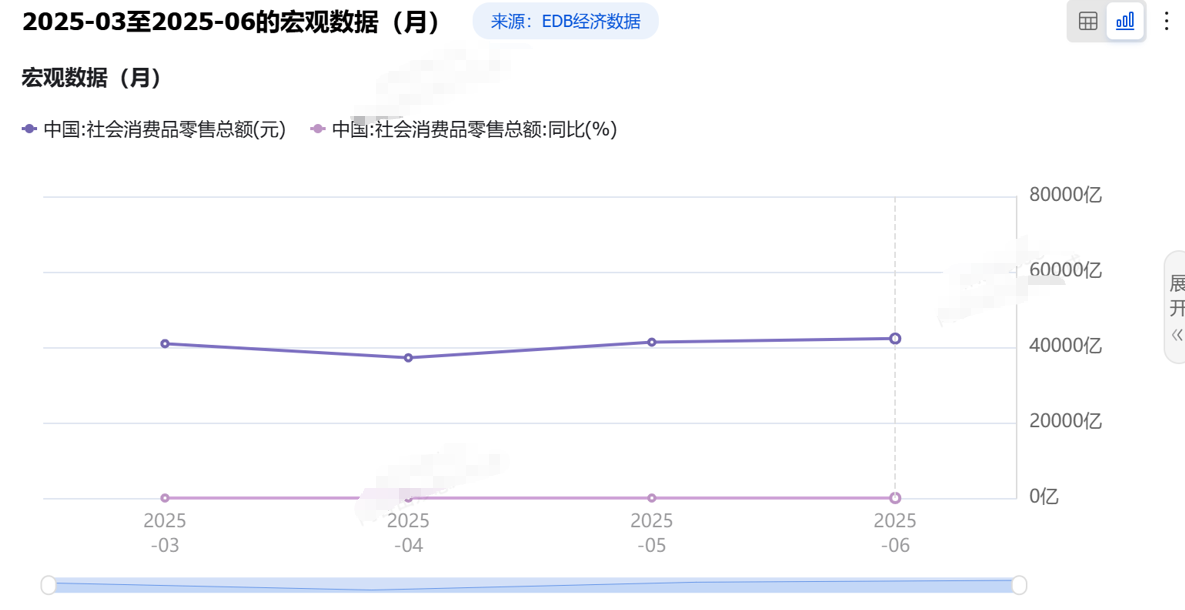 2025-03至2025-06的宏观数据（月） 来源：EDB经济数据
宏观数据（月）
中国:社会消费品零售总额(元) 中国:社会消费品零售总额:同比(%)
80000亿
60000亿
展
开
40000亿
20000亿
0亿
2025 2025 2025 2025
-03 -04 -05 -06